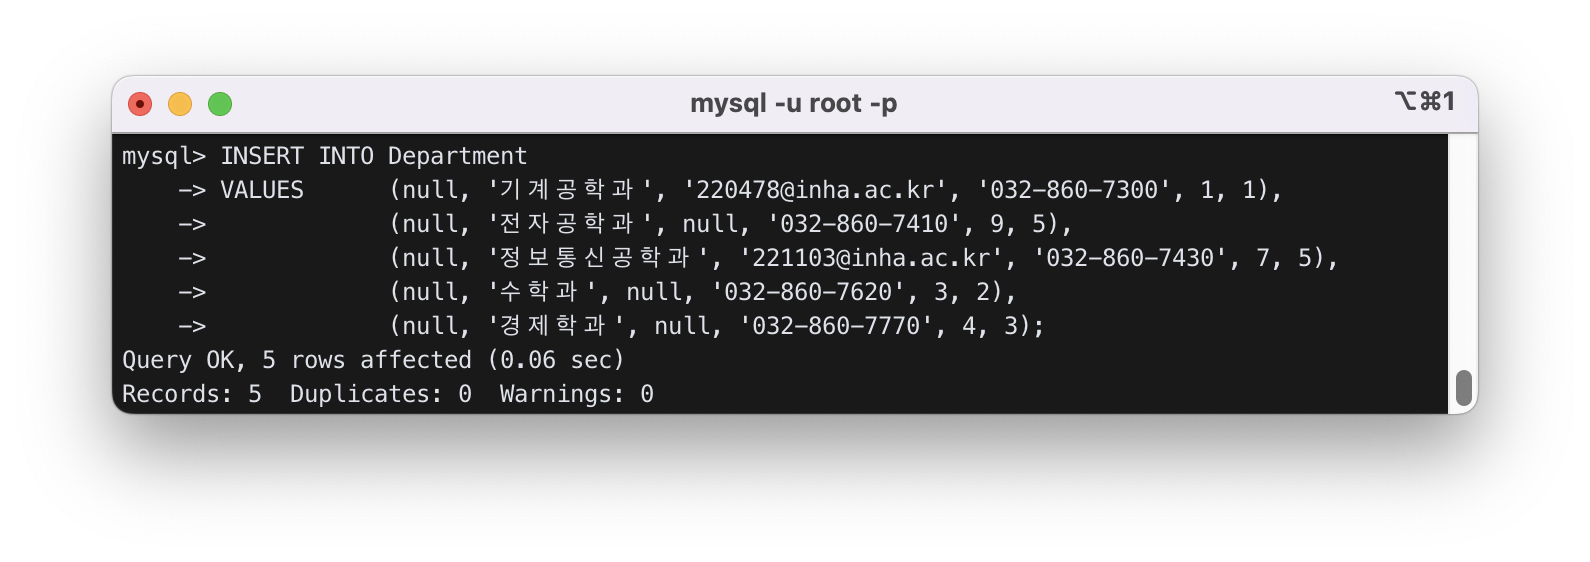 mysql -u root -p
⌥⌘1
mysql> INSERT INTO Department
    -> VALUES      (null, '기계공학과', '220478@inha.ac.kr', '032-860-7300', 1, 1),
    ->             (null, '전자공학과', null, '032-860-7410', 9, 5),
    ->             (null, '정보통신공학과', '221103@inha.ac.kr', '032-860-7430', 7, 5),
    ->             (null, '수학과', null, '032-860-7620', 3, 2),
    ->             (null, '경제학과', null, '032-860-7770', 4, 3);
Query OK, 5 rows affected (0.06 sec)
Records: 5  Duplicates: 0  Warnings: 0